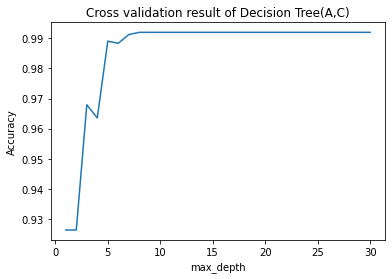 Cross validation result of Decision Tree(A,C)
0.99
0.98
0.97
0.96
0.95
0.94
0.93
Accuracy
0 5 10 15 20 25 30
max_depth